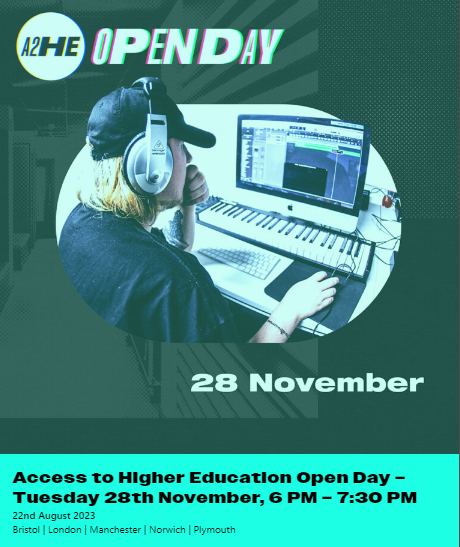 A2HE OPEN DAY
28 November
Access to Higher Education Open Day –
Tuesday 28th November, 6 PM – 7:30 PM
22nd August 2023
Bristol | London | Manchester | Norwich | Plymouth